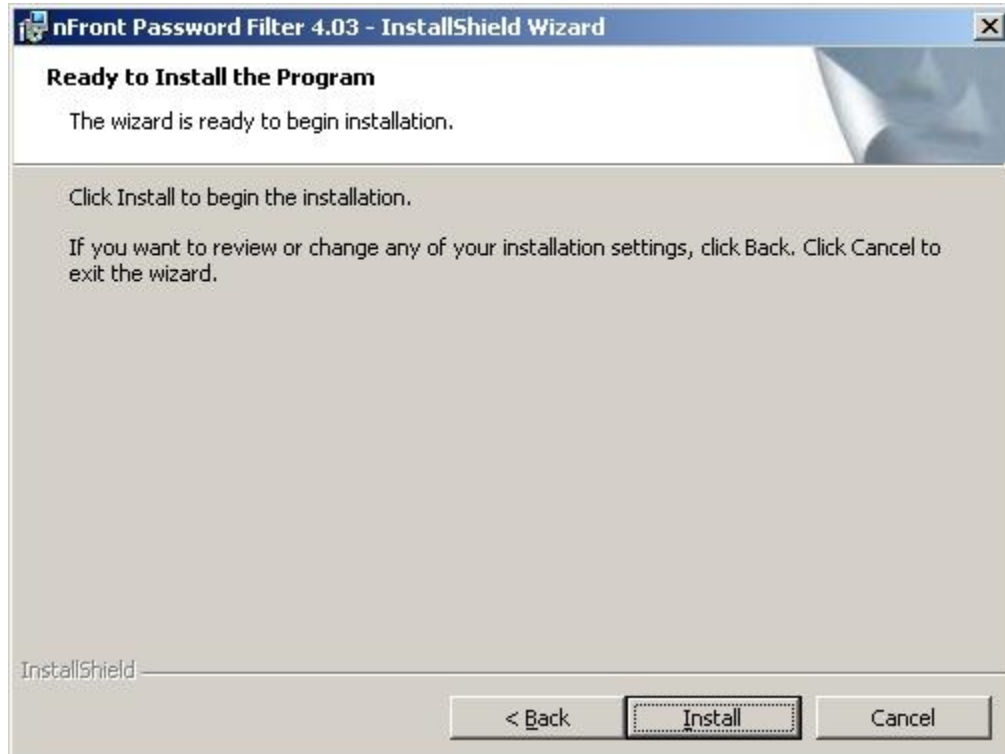 nFront Password Filter 4.03 - InstallShield Wizard
Ready to Install the Program
The wizard is ready to begin installation.
Click Install to begin the installation.
If you want to review or change any of your installation settings, click Back. Click Cancel to
exit the wizard.
InstallShield
< Back
Install
Cancel